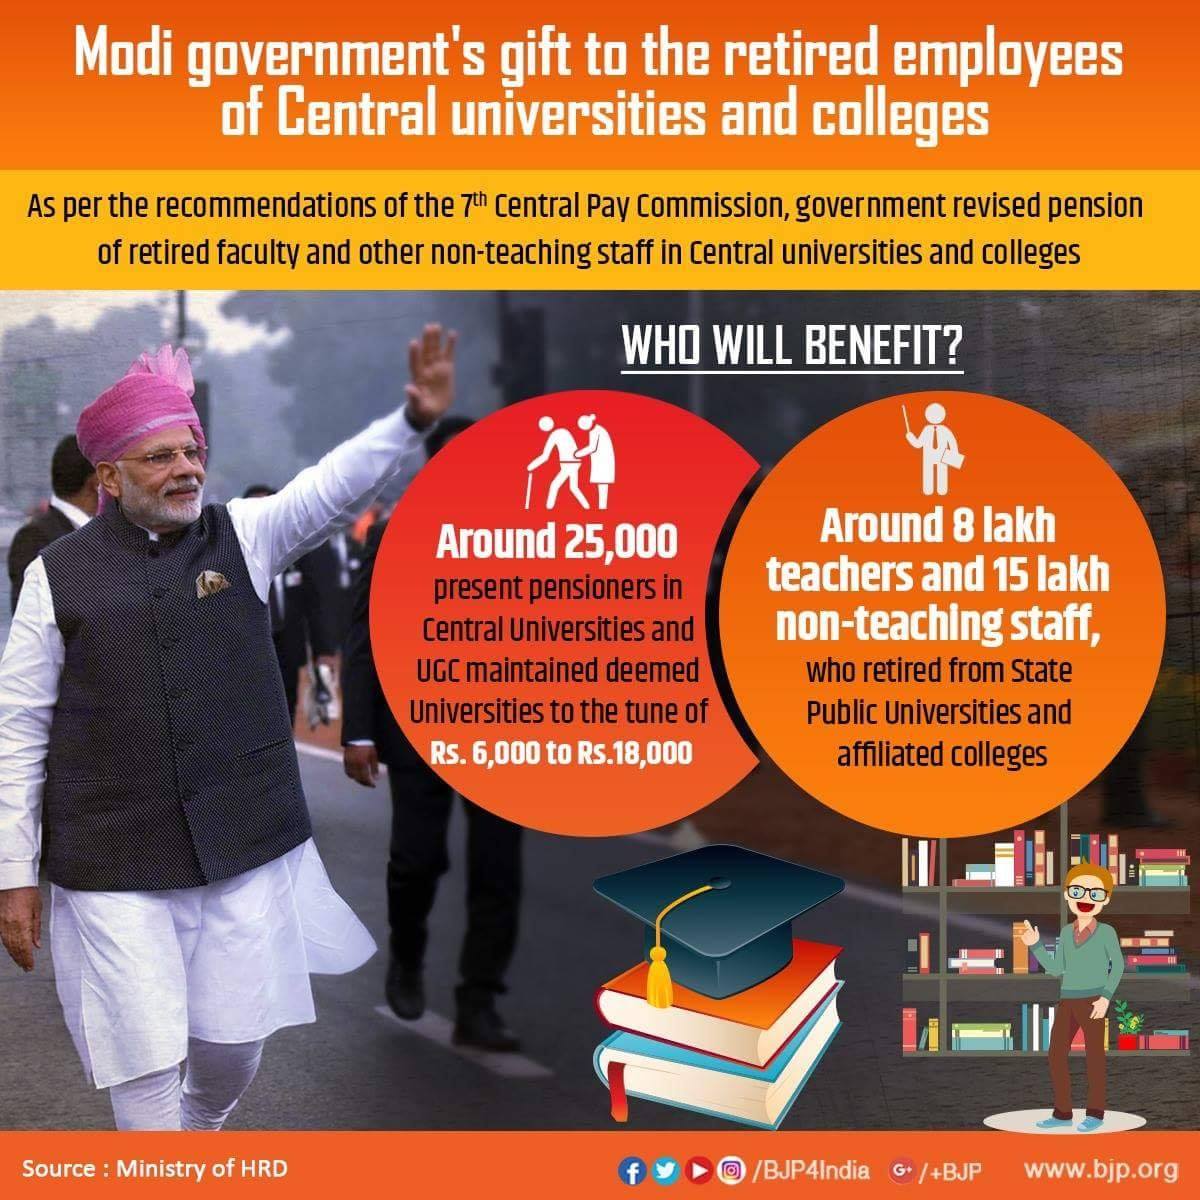 Modi government's gift to the retired employees
of Central universities and colleges
As per the recommendations of the 7th Central Pay Commission, government revised pension
of retired faculty and other non-teaching staff in Central universities and colleges
WHO WILL BENEFIT?
Around 25,000
present pensioners in
Central Universities and
UGC maintained deemed
Universities to the tune of
Rs. 6,000 to Rs.18,000
Around 8 lakh
teachers and 15 lakh
non-teaching staff,
who retired from State
Public Universities and
affiliated colleges
Source : Ministry of HRD
/BJP4India
G+ /+BJP
www.bjp.org